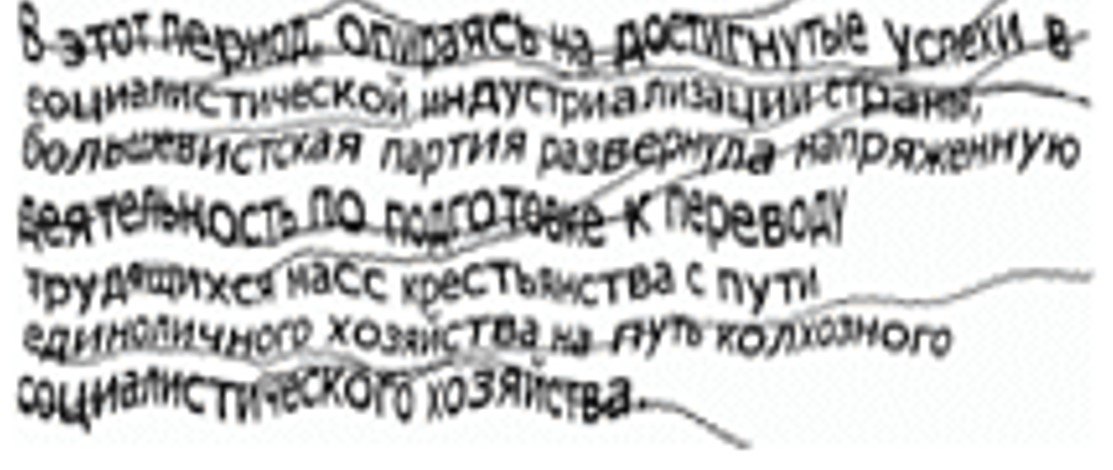 В этот период, опираясь на достигнутые успехи в
социалистической индустриализации страны,
большевистская партия развернула напряженную
деятельность по подготовке к переводу
трудящихся масс крестьянства с пути
единоличного хозяйства на путь колхозного
социалистического хозяйства.